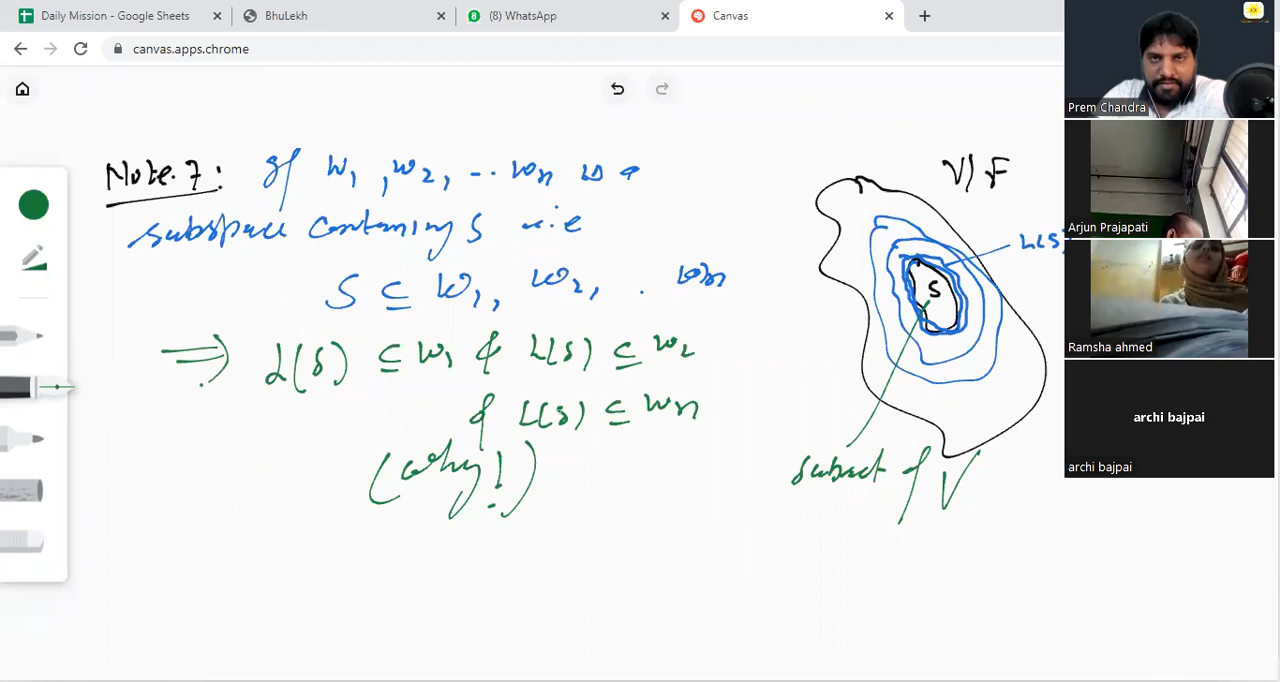 Daily Mission - Google Sheets
BhuLekh
(8) WhatsApp
Canvas
canvas.apps.chrome
Note.7: If W1, W2, ... Wn is a
subspace containing S i.e
S ⊆ W1, W2, . Wn
⇒ L(S) ⊆ W1 & L(S) ⊆ W2
& L(S) ⊆ Wn
(why!)
V/F
L(S)
S
subset of V
Prem Chandra
Arjun Prajapati
Ramsha ahmed
archi bajpai
archi bajpai